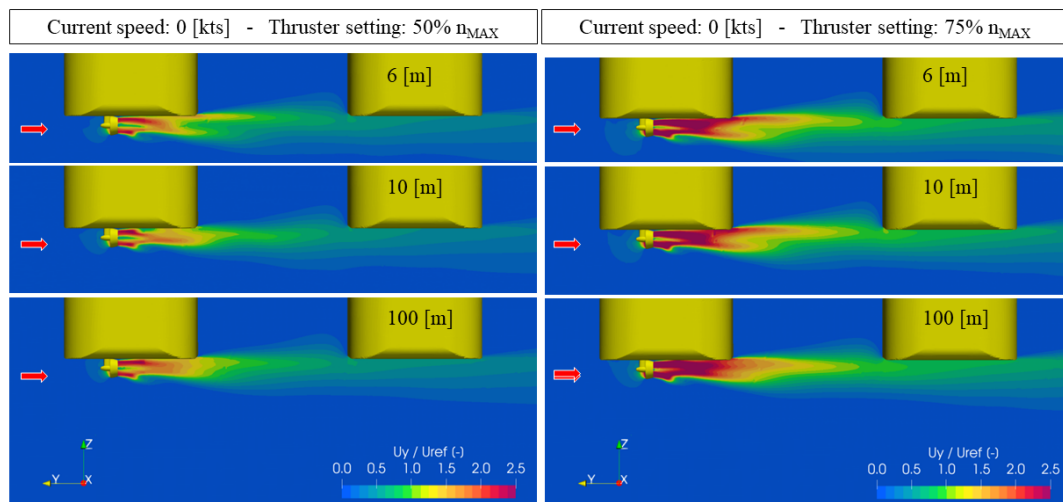 Current speed: 0 [kts] - Thruster setting: 50% nMAX
Current speed: 0 [kts] - Thruster setting: 75% nMAX
6 [m]
6 [m]
10 [m]
10 [m]
100 [m]
100 [m]
Z
Y
X
Uy / Uref [-]
0.0 0.5 1.0 1.5 2.0 2.5
Z
Y
X
Uy / Uref [-]
0.0 0.5 1.0 1.5 2.0 2.5